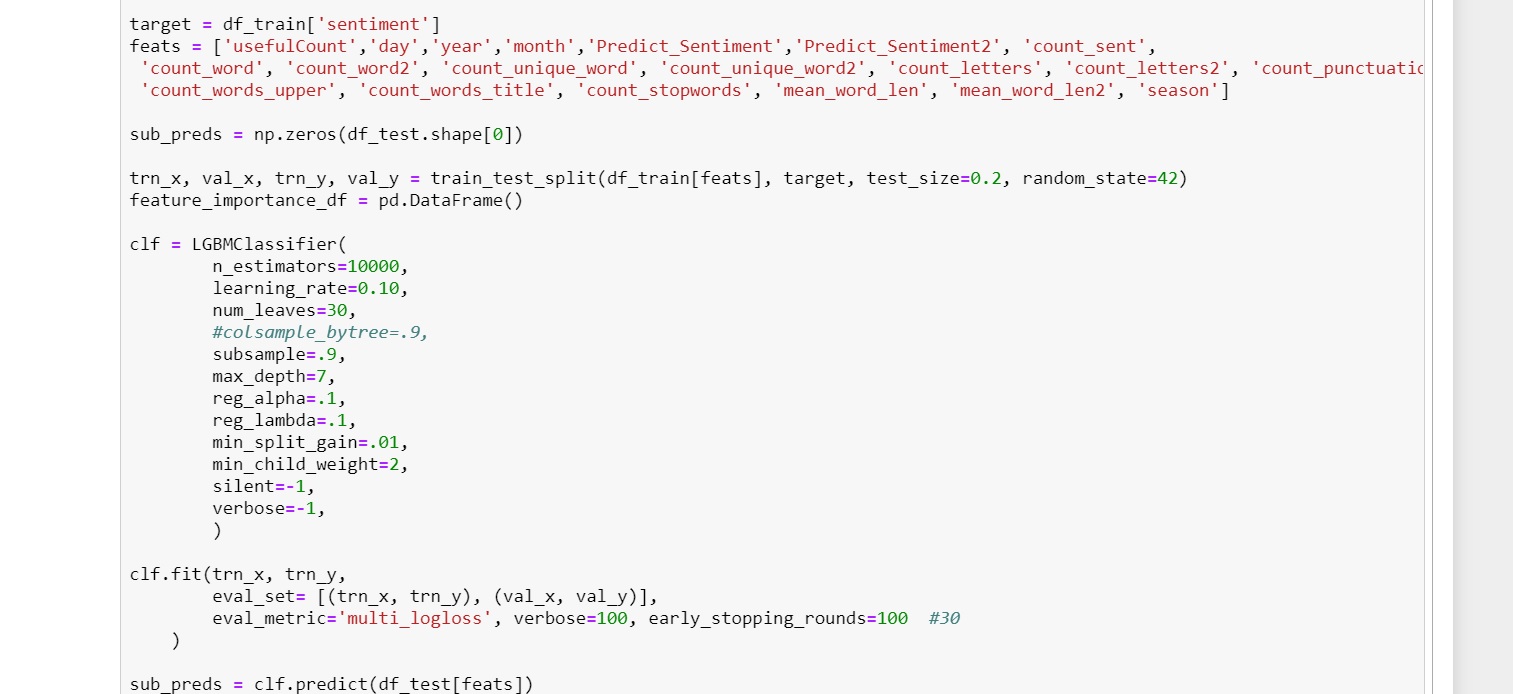 target = df_train['sentiment']
feats = ['usefulCount','day','year','month','Predict_Sentiment','Predict_Sentiment2', 'count_sent',
 'count_word', 'count_word2', 'count_unique_word', 'count_unique_word2', 'count_letters', 'count_letters2', 'count_punctuatic
 'count_words_upper', 'count_words_title', 'count_stopwords', 'mean_word_len', 'mean_word_len2', 'season']
sub_preds = np.zeros(df_test.shape[0])
trn_x, val_x, trn_y, val_y = train_test_split(df_train[feats], target, test_size=0.2, random_state=42)
feature_importance_df = pd.DataFrame()
clf = LGBMClassifier(
        n_estimators=10000,
        learning_rate=0.10,
        num_leaves=30,
        #colsample_bytree=.9,
        subsample=.9,
        max_depth=7,
        reg_alpha=.1,
        reg_lambda=.1,
        min_split_gain=.01,
        min_child_weight=2,
        silent=-1,
        verbose=-1,
        )
clf.fit(trn_x, trn_y,
        eval_set= [(trn_x, trn_y), (val_x, val_y)],
        eval_metric='multi_logloss', verbose=100, early_stopping_rounds=100  #30
    )
sub_preds = clf.predict(df_test[feats])